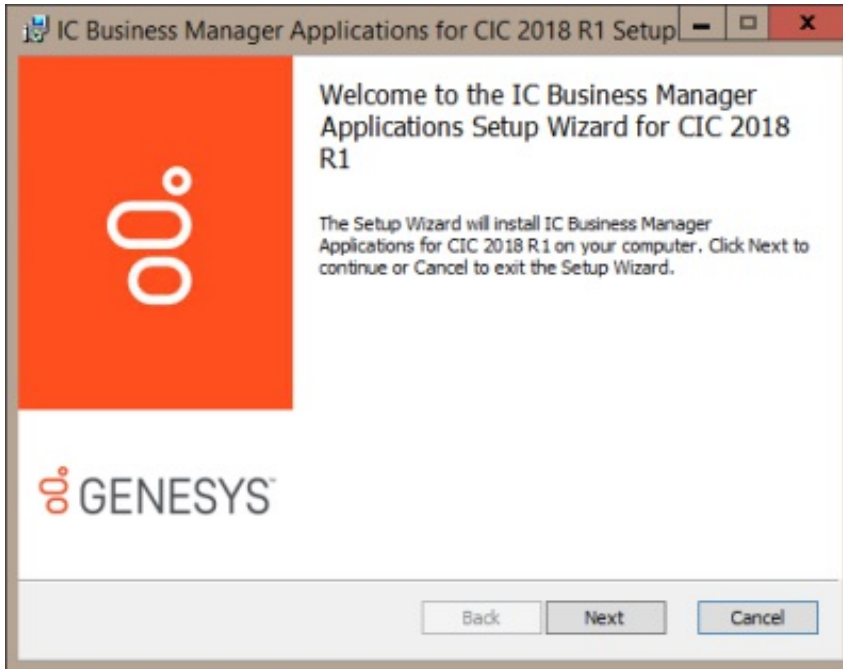 IC Business Manager Applications for CIC 2018 R1 Setup
Welcome to the IC Business Manager
Applications Setup Wizard for CIC 2018
R1
The Setup Wizard will install IC Business Manager
Applications for CIC 2018 R1 on your computer. Click Next to
continue or Cancel to exit the Setup Wizard.
GENESYS™
Back Next Cancel